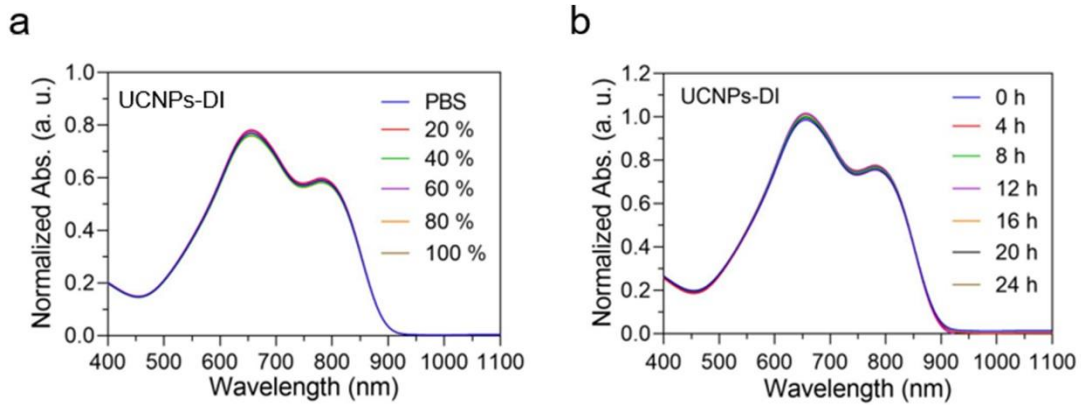 a
b
UCNPs-DI
PBS
20 %
40 %
60 %
80 %
100 %
Normalized Abs. (a. u.)
1.0
0.8
0.6
0.4
0.2
0.0
400 500 600 700 800 900 1000 1100
Wavelength (nm)
UCNPs-DI
0 h
4 h
8 h
12 h
16 h
20 h
24 h
Normalized Abs. (a. u.)
1.2
1.0
0.8
0.6
0.4
0.2
0.0
400 500 600 700 800 900 1000 1100
Wavelength (nm)